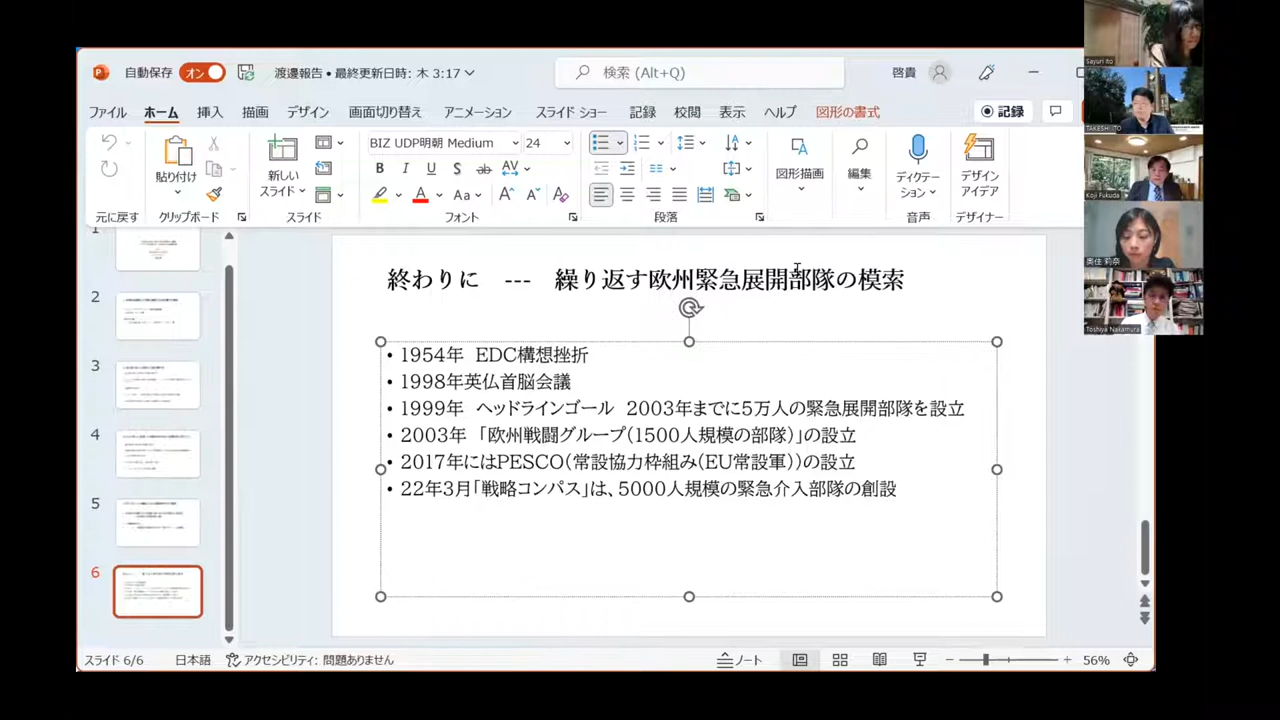 自動保存 オン 渡邊報告 • 最終更新日時: 木 3:17 検索 (Alt+Q) 啓貴
ファイル ホーム 挿入 描画 デザイン 画面切り替え アニメーション スライド ショー 記録 校閲 表示 ヘルプ 図形の書式 記録
BIZ UDP明朝 Medium 24
貼り付け
新しい
スライド
図形描画
編集
ディクテー
ション
デザイン
アイデア
元に戻す クリップボード スライド フォント 段落 音声 デザイナー
2
3
4
5
6
終わりに --- 繰り返す欧州緊急展開部隊の模索
• 1954年 EDC構想挫折
• 1998年英仏首脳会議
• 1999年 ヘッドラインゴール 2003年までに5万人の緊急展開部隊を設立
• 2003年 「欧州戦闘グループ(1500人規模の部隊)」の設立
• 2017年にはPESCO(常設協力枠組み(EU常設軍))の設立
• 22年3月「戦略コンパス」は、5000人規模の緊急介入部隊の創設
スライド 6/6 日本語 アクセシビリティ: 問題ありません ノート 56%
Sayuri Ito
TAKESHI ITO
Koji Fukuda
奥住 莉奈
Toshiya Nakamura